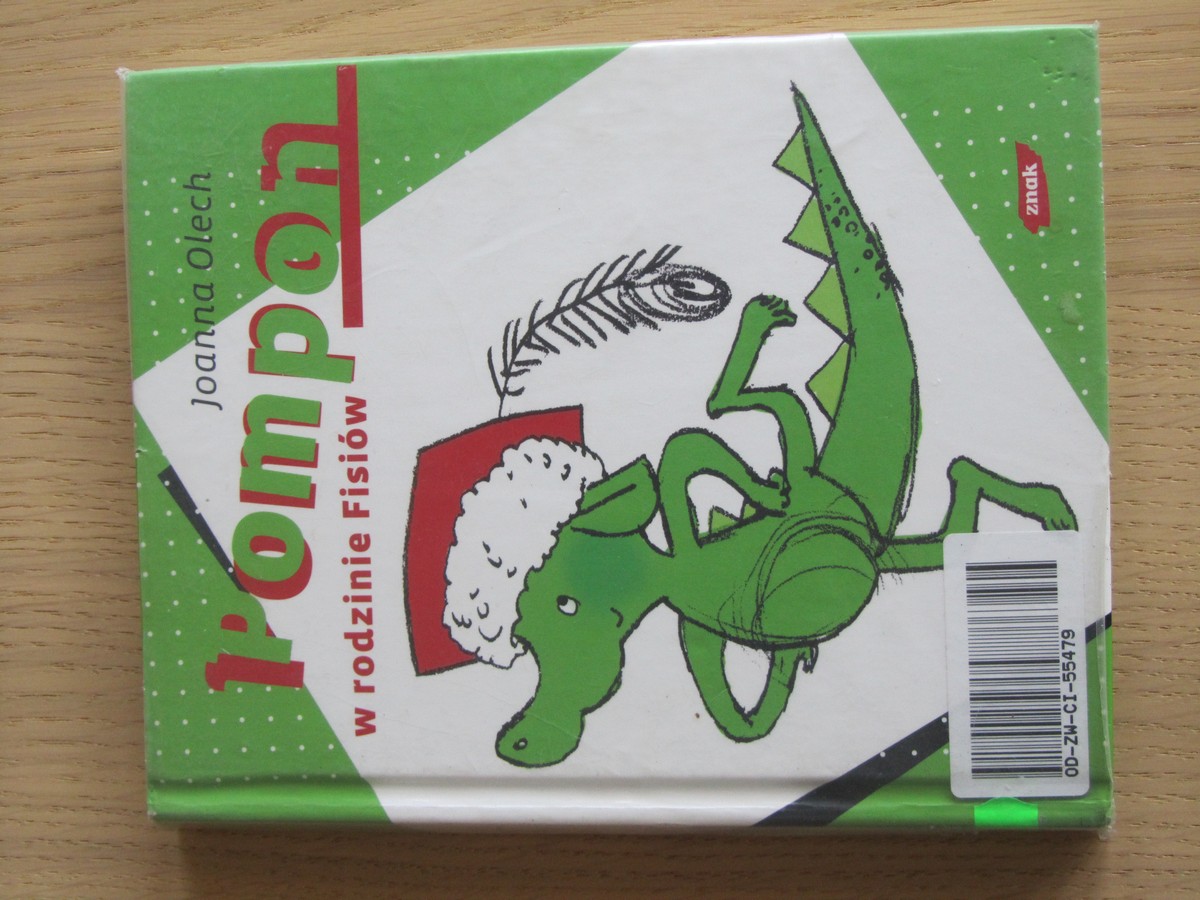 Joanna Olech
Pompon
w rodzinie Fisiów
znak
OD-ZW-CI-55479